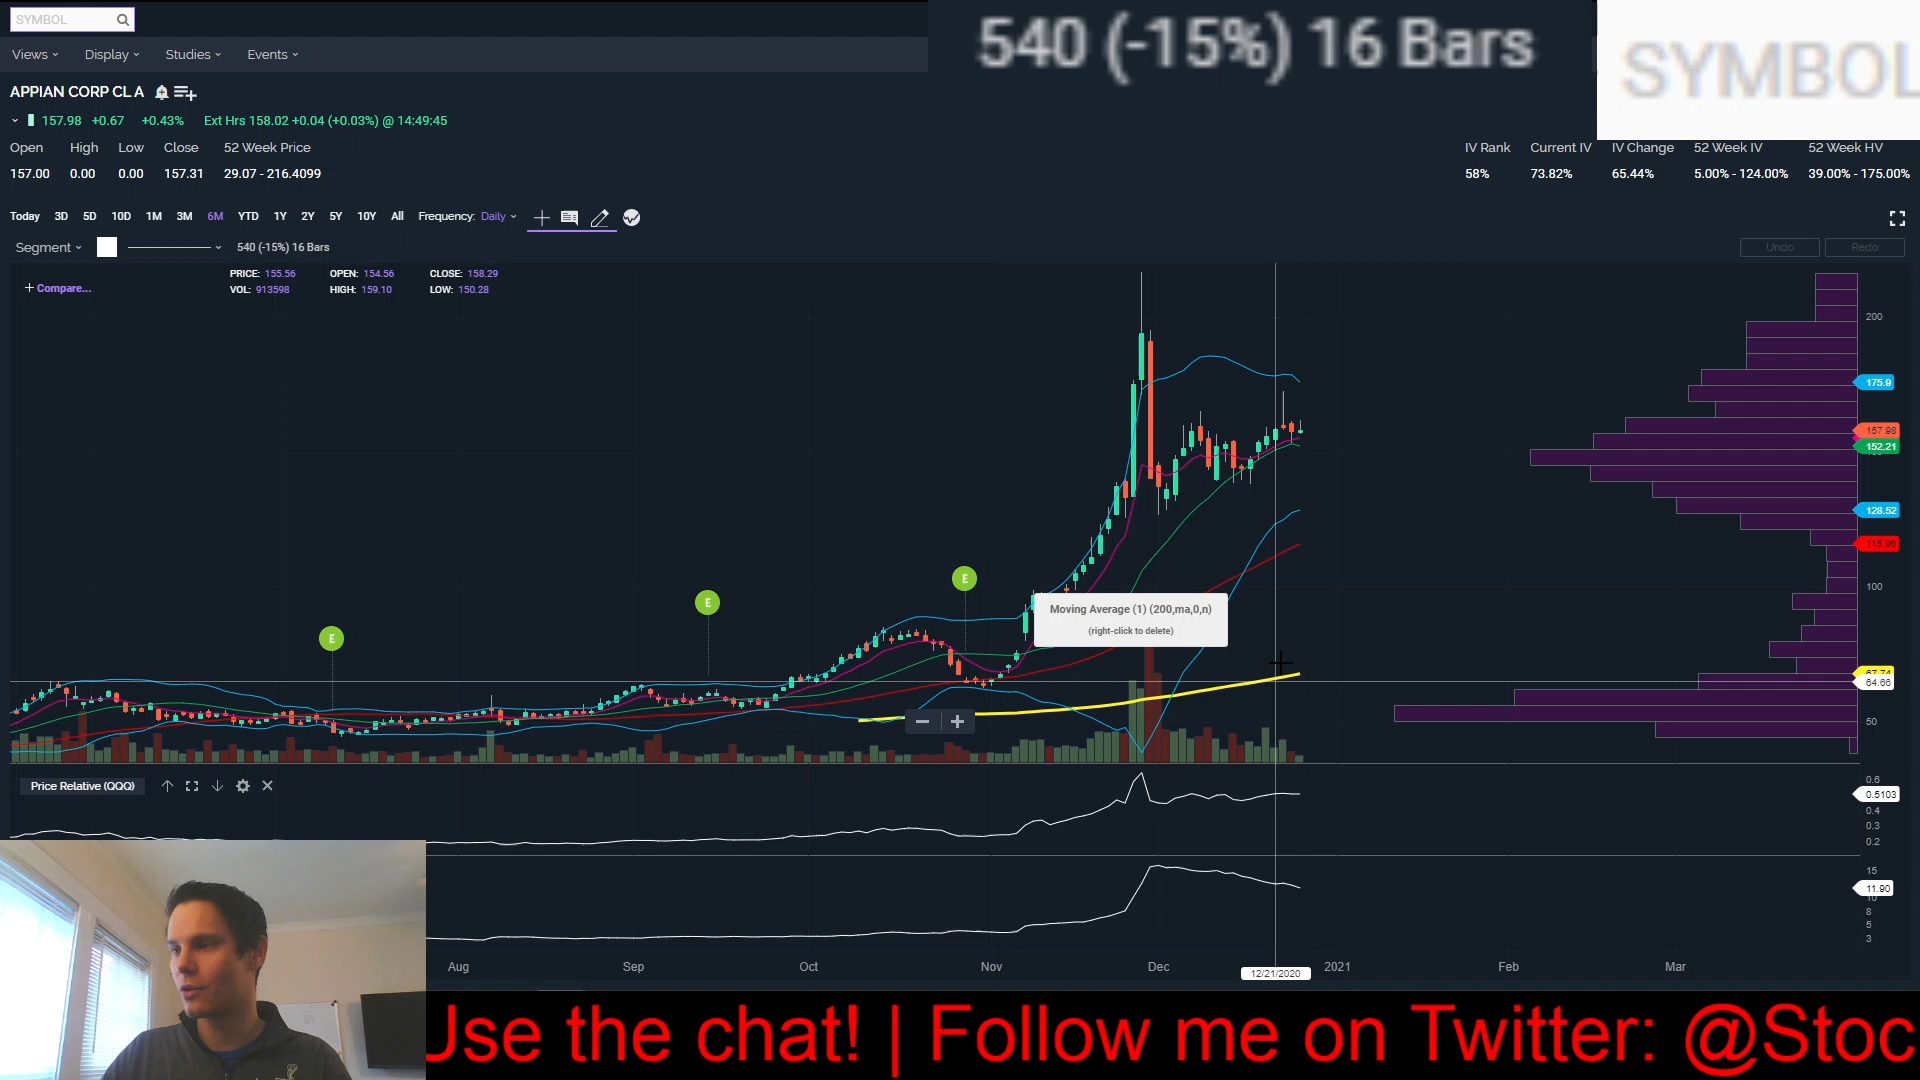 SYMBOL
540 (-15%) 16 Bars
SYMBOL
Views Display Studies Events
APPIAN CORP CL A
157.98 +0.67 +0.43% Ext Hrs 158.02 +0.04 (+0.03%) @ 14:49:45
Open High Low Close 52 Week Price
157.00 0.00 0.00 157.31 29.07 - 216.4099
IV Rank Current IV IV Change 52 Week IV 52 Week HV
58% 73.82% 65.44% 5.00% - 124.00% 39.00% - 175.00%
Today 3D 5D 10D 1M 3M 6M YTD 1Y 2Y 5Y 10Y All Frequency: Daily
Segment 540 (-15%) 16 Bars
Undo Redo
+ Compare...
PRICE: 155.56 OPEN: 154.56 CLOSE: 158.29
VOL: 913598 HIGH: 159.10 LOW: 150.28
200
175.9
157.98
152.21
128.52
115.96
100
E
E
E
Moving Average (1) (200,ma,0,n)
(right-click to delete)
64.66
50
Price Relative (QQQ)
0.6
0.5103
0.4
0.3
0.2
15
11.90
10
8
5
3
Aug Sep Oct Nov Dec 12/21/2020 2021 Feb Mar
Use the chat! | Follow me on Twitter: @Stoc